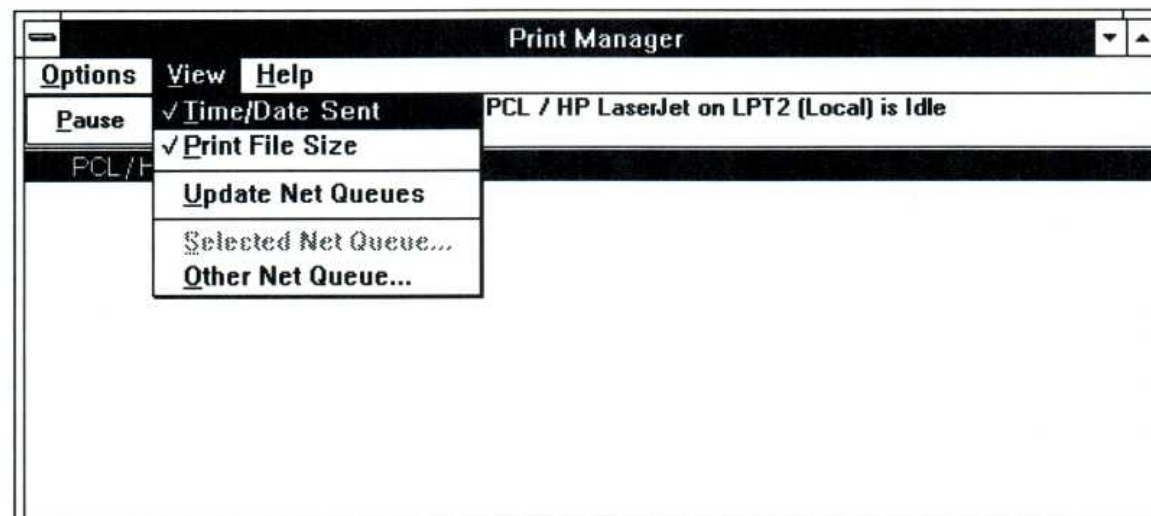 Print Manager
Options View Help
Pause
√ Time/Date Sent
PCL / HP LaserJet on LPT2 (Local) is Idle
√ Print File Size
PCL/H
Update Net Queues
Selected Net Queue...
Other Net Queue...